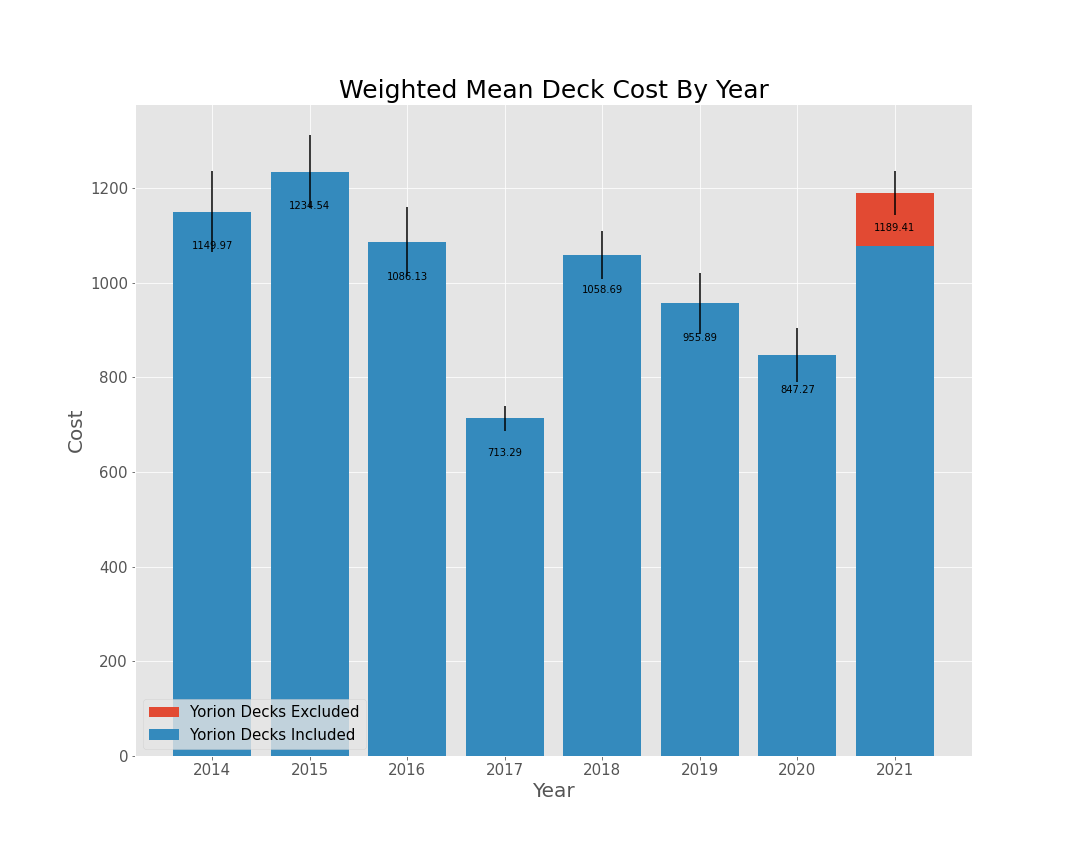 Weighted Mean Deck Cost By Year
Cost
1200
1000
800
600
400
200
0
1149.97
1234.54
1086.13
713.29
1058.69
955.89
847.27
1189.41
Yorion Decks Excluded
Yorion Decks Included
2014 2015 2016 2017 2018 2019 2020 2021
Year